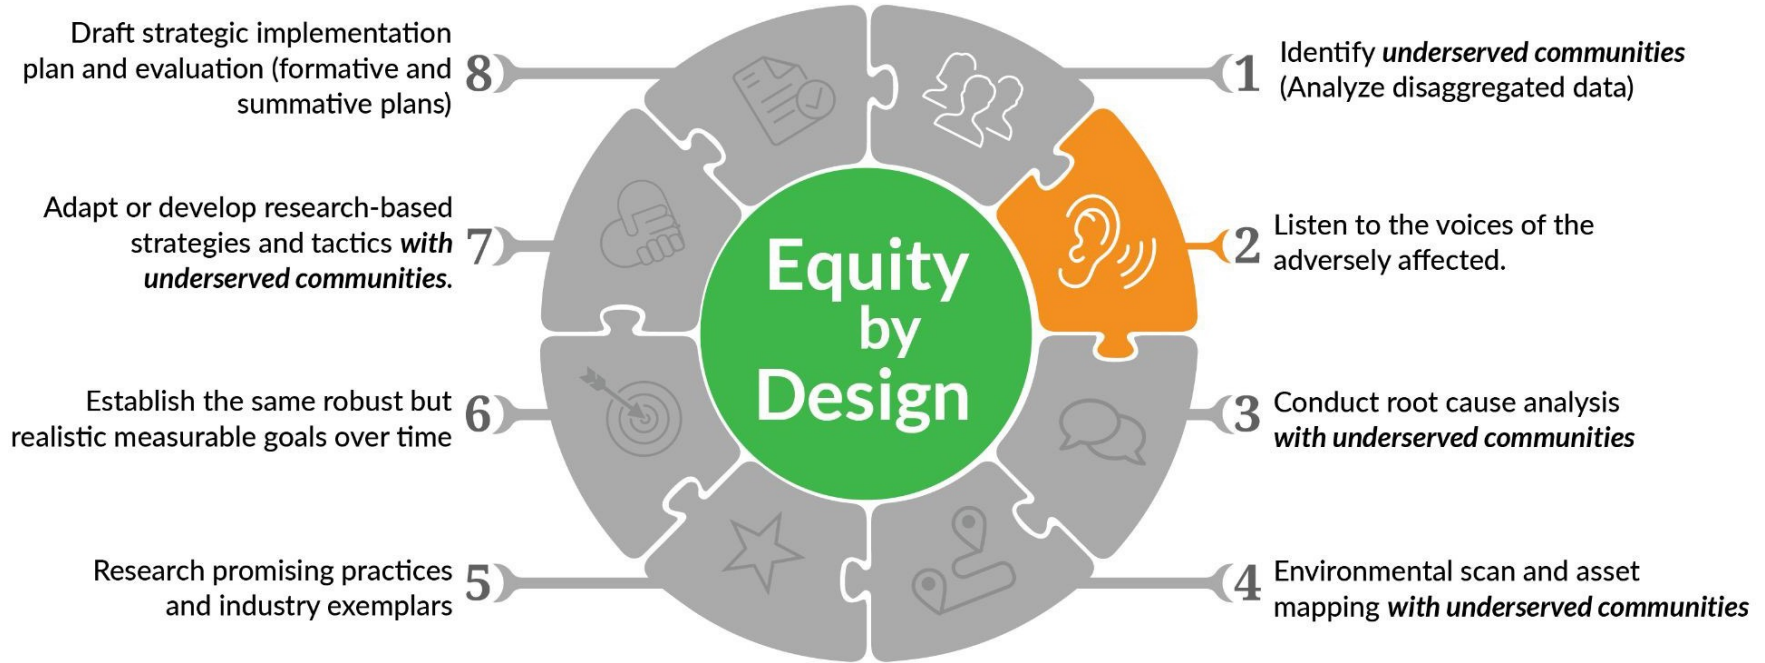 Equity
by
Design
1
Identify underserved communities
(Analyze disaggregated data)
2
Listen to the voices of the
adversely affected.
3
Conduct root cause analysis
with underserved communities
4
Environmental scan and asset
mapping with underserved communities
5
Research promising practices
and industry exemplars
6
Establish the same robust but
realistic measurable goals over time
7
Adapt or develop research-based
strategies and tactics with
underserved communities.
8
Draft strategic implementation
plan and evaluation (formative and
summative plans)